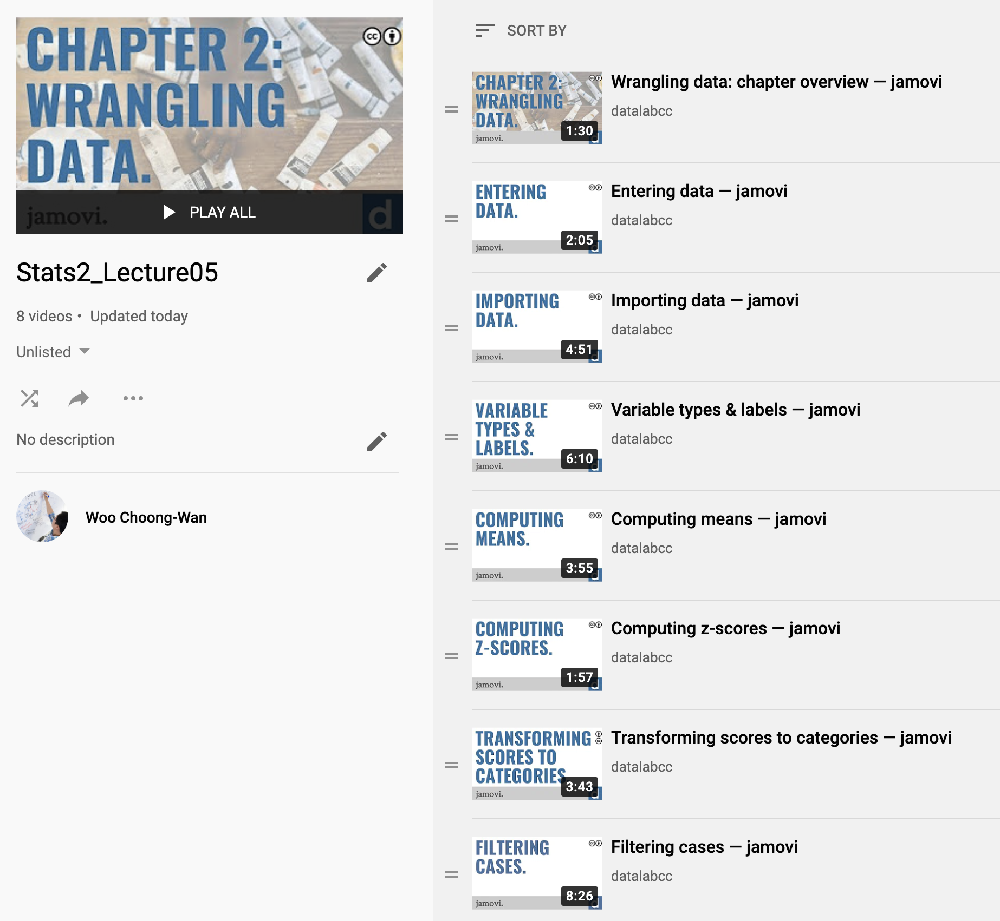 CHAPTER 2:
WRANGLING
DATA.
jamovi.
PLAY ALL
d
Stats2_Lecture05
8 videos • Updated today
Unlisted
No description
Woo Choong-Wan
SORT BY
CHAPTER 2:
WRANGLING
DATA.
jamovi.
1:30
Wrangling data: chapter overview — jamovi
datalabcc
ENTERING
DATA.
jamovi.
2:05
Entering data — jamovi
datalabcc
IMPORTING
DATA.
jamovi.
4:51
Importing data — jamovi
datalabcc
VARIABLE
TYPES &
LABELS.
jamovi.
6:10
Variable types & labels — jamovi
datalabcc
COMPUTING
MEANS.
jamovi.
3:55
Computing means — jamovi
datalabcc
COMPUTING
Z-SCORES.
jamovi.
1:57
Computing z-scores — jamovi
datalabcc
TRANSFORMING
SCORES TO
CATEGORIES
jamovi.
3:43
Transforming scores to categories — jamovi
datalabcc
FILTERING
CASES.
jamovi.
8:26
Filtering cases — jamovi
datalabcc